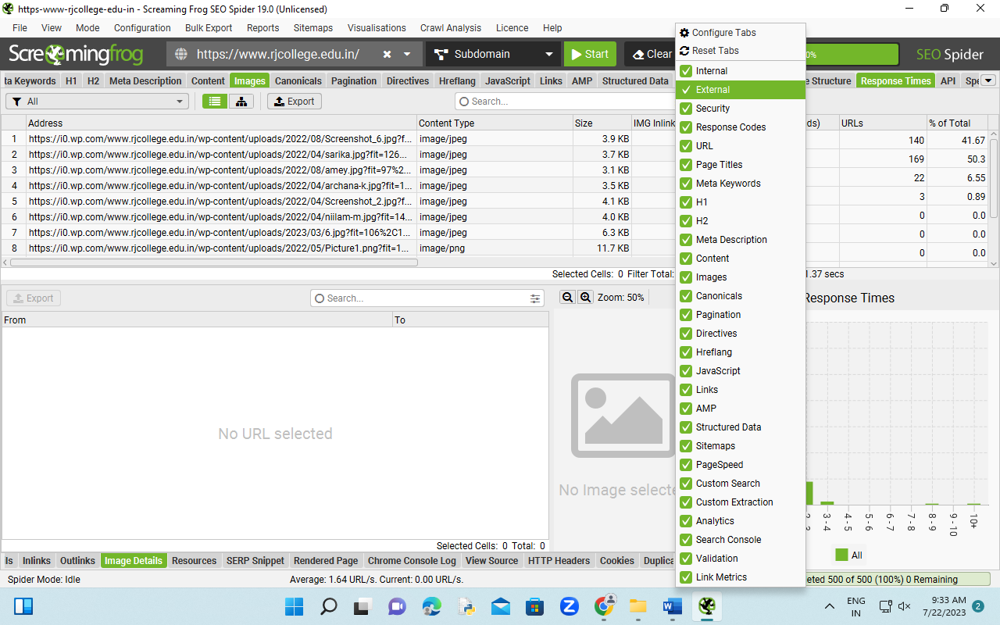 https-www-rjcollege-edu-in - Screaming Frog SEO Spider 19.0 (Unlicensed)
File View Mode Configuration Bulk Export Reports Sitemaps Visualisations Crawl Analysis Licence Help
Screamingfrog https://www.rjcollege.edu.in/ Subdomain Start Clear 0% SEO Spider
ta Keywords H1 H2 Meta Description Content Images Canonicals Pagination Directives Hreflang JavaScript Links AMP Structured Data e Structure Response Times API Spe
All Export Search...
Address Content Type Size IMG Inlink ds) URLs % of Total
1 https://i0.wp.com/www.rjcollege.edu.in/wp-content/uploads/2022/08/Screenshot_6.jpg?f... image/jpeg 3.9 KB 140 41.67
2 https://i0.wp.com/www.rjcollege.edu.in/wp-content/uploads/2022/04/sarika.jpg?fit=126... image/jpeg 3.7 KB 169 50.3
3 https://i0.wp.com/www.rjcollege.edu.in/wp-content/uploads/2022/08/amey.jpg?fit=97%2... image/jpeg 3.1 KB 22 6.55
4 https://i0.wp.com/www.rjcollege.edu.in/wp-content/uploads/2022/04/archana-k.jpg?fit=1... image/jpeg 3.5 KB 3 0.89
5 https://i0.wp.com/www.rjcollege.edu.in/wp-content/uploads/2022/04/Screenshot_2.jpg?f... image/jpeg 4.1 KB 0 0.0
6 https://i0.wp.com/www.rjcollege.edu.in/wp-content/uploads/2022/04/niilam-m.jpg?fit=14... image/jpeg 4.0 KB 0 0.0
7 https://i0.wp.com/www.rjcollege.edu.in/wp-content/uploads/2023/03/6.jpg?fit=106%2C1... image/jpeg 6.3 KB 0 0.0
8 https://i0.wp.com/www.rjcollege.edu.in/wp-content/uploads/2022/05/Picture1.png?fit=1... image/png 11.7 KB
Selected Cells: 0 Filter Total: 1.37 secs
Export Search... Zoom: 50% Response Times
From To
No URL selected
No Image selecte
Selected Cells: 0 Total: 0
Configure Tabs
Reset Tabs
Internal
External
Security
Response Codes
URL
Page Titles
Meta Keywords
H1
H2
Meta Description
Content
Images
Canonicals
Pagination
Directives
Hreflang
JavaScript
Links
AMP
Structured Data
Sitemaps
PageSpeed
Custom Search
Custom Extraction
Analytics
Search Console
Validation
Link Metrics
3 - 4 4 - 5 5 - 6 6 - 7 7 - 8 8 - 9 9 - 10 10+
All
ls Inlinks Outlinks Image Details Resources SERP Snippet Rendered Page Chrome Console Log View Source HTTP Headers Cookies Duplica
Spider Mode: Idle Average: 1.64 URL/s. Current: 0.00 URL/s. eted 500 of 500 (100%) 0 Remaining
ENG
IN
9:33 AM
7/22/2023
2